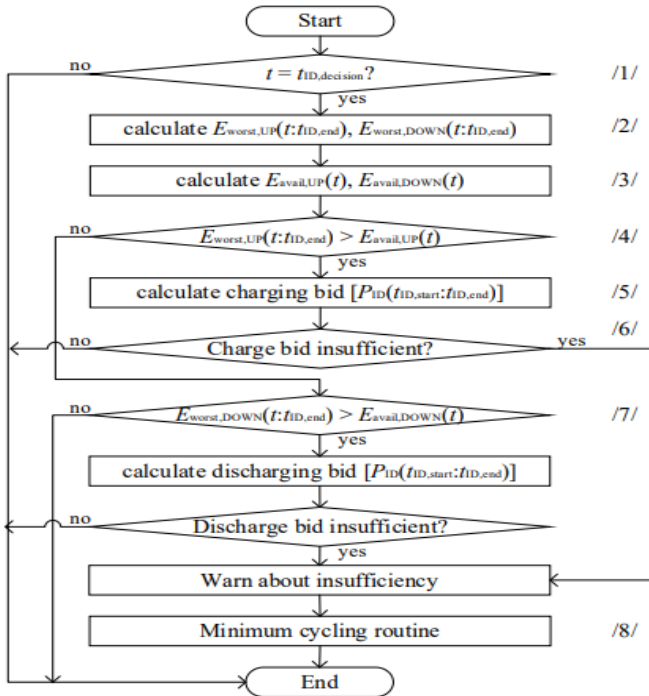 Start
no
t = tID,decision?
/1/
yes
calculate Eworst,UP(t:tID,end), Eworst,DOWN(t:tID,end)
/2/
calculate Eavail,UP(t), Eavail,DOWN(t)
/3/
no
Eworst,UP(t:tID,end) > Eavail,UP(t)
/4/
yes
calculate charging bid [PID(tID,start:tID,end)]
/5/
/6/
no
Charge bid insufficient?
yes
no
Eworst,DOWN(t:tID,end) > Eavail,DOWN(t)
/7/
yes
calculate discharging bid [PID(tID,start:tID,end)]
no
Discharge bid insufficient?
yes
Warn about insufficiency
Minimum cycling routine
/8/
End